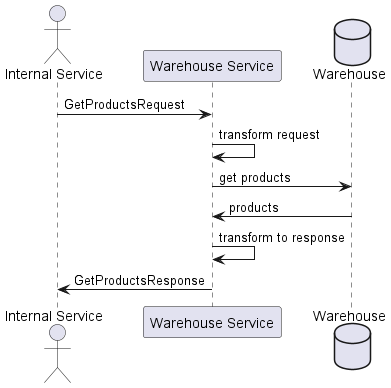 Internal Service
Warehouse Service
Warehouse
GetProductsRequest
transform request
get products
products
transform to response
GetProductsResponse
Internal Service
Warehouse Service
Warehouse